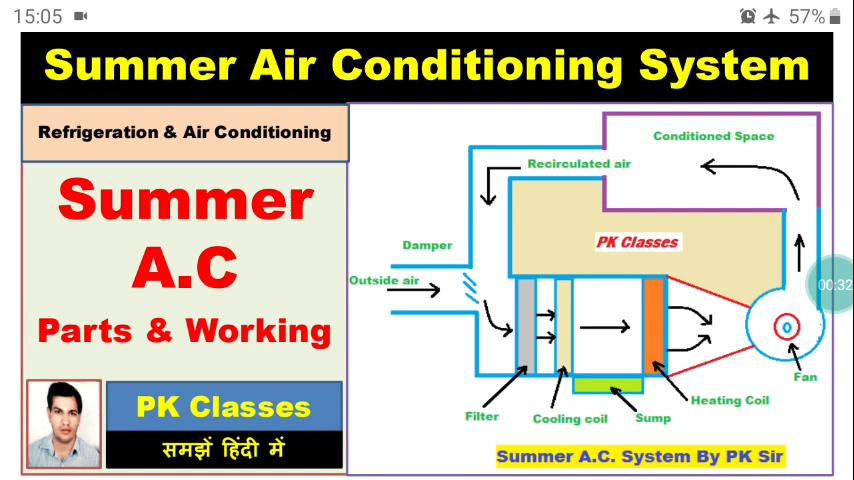 15:05
57%
Summer Air Conditioning System
Refrigeration & Air Conditioning
Summer
A.C
Parts & Working
PK Classes
समझें हिंदी में
Conditioned Space
Recirculated air
PK Classes
Damper
Outside air
00:32
Fan
Heating Coil
Filter
Cooling coil
Sump
Summer A.C. System By PK Sir